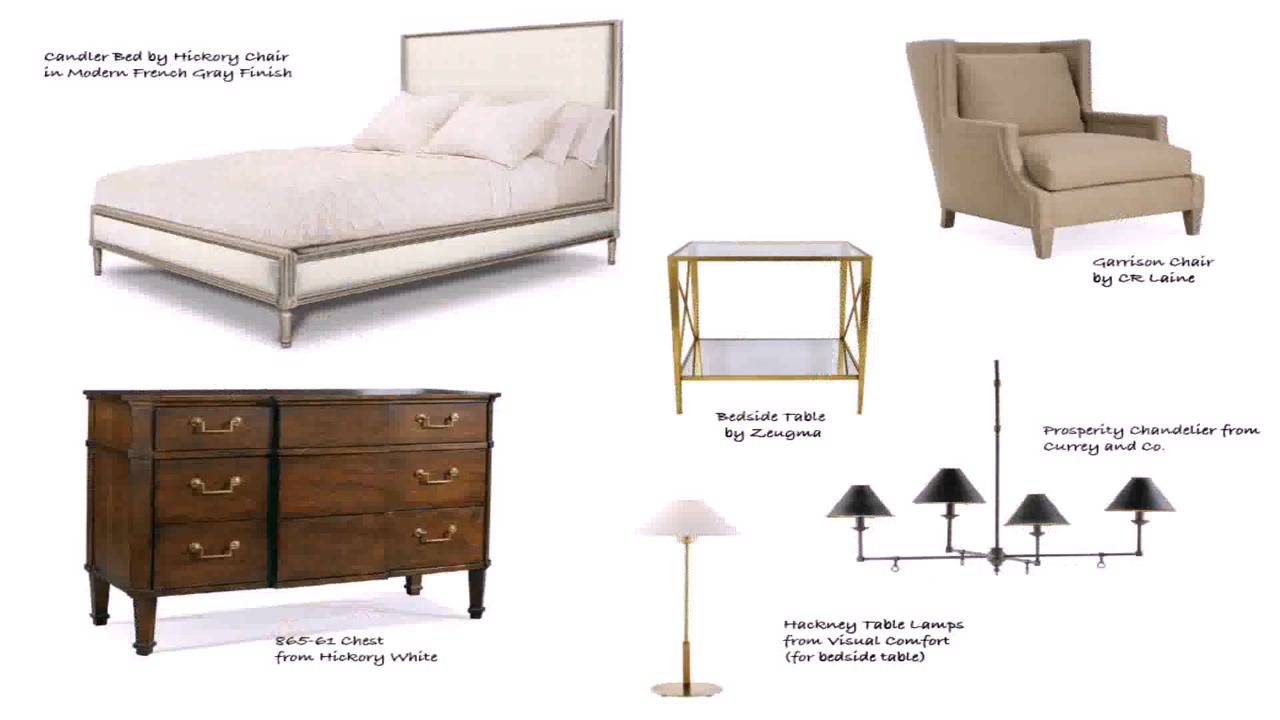 Candler Bed by Hickory Chair
in Modern French Gray Finish
Garrison Chair
by CR Laine
Bedside Table
by Zeugma
Prosperity Chandelier from
Currey and Co.
Hackney Table Lamps
from Visual Comfort
(for bedside table)
865-61 Chest
from Hickory White